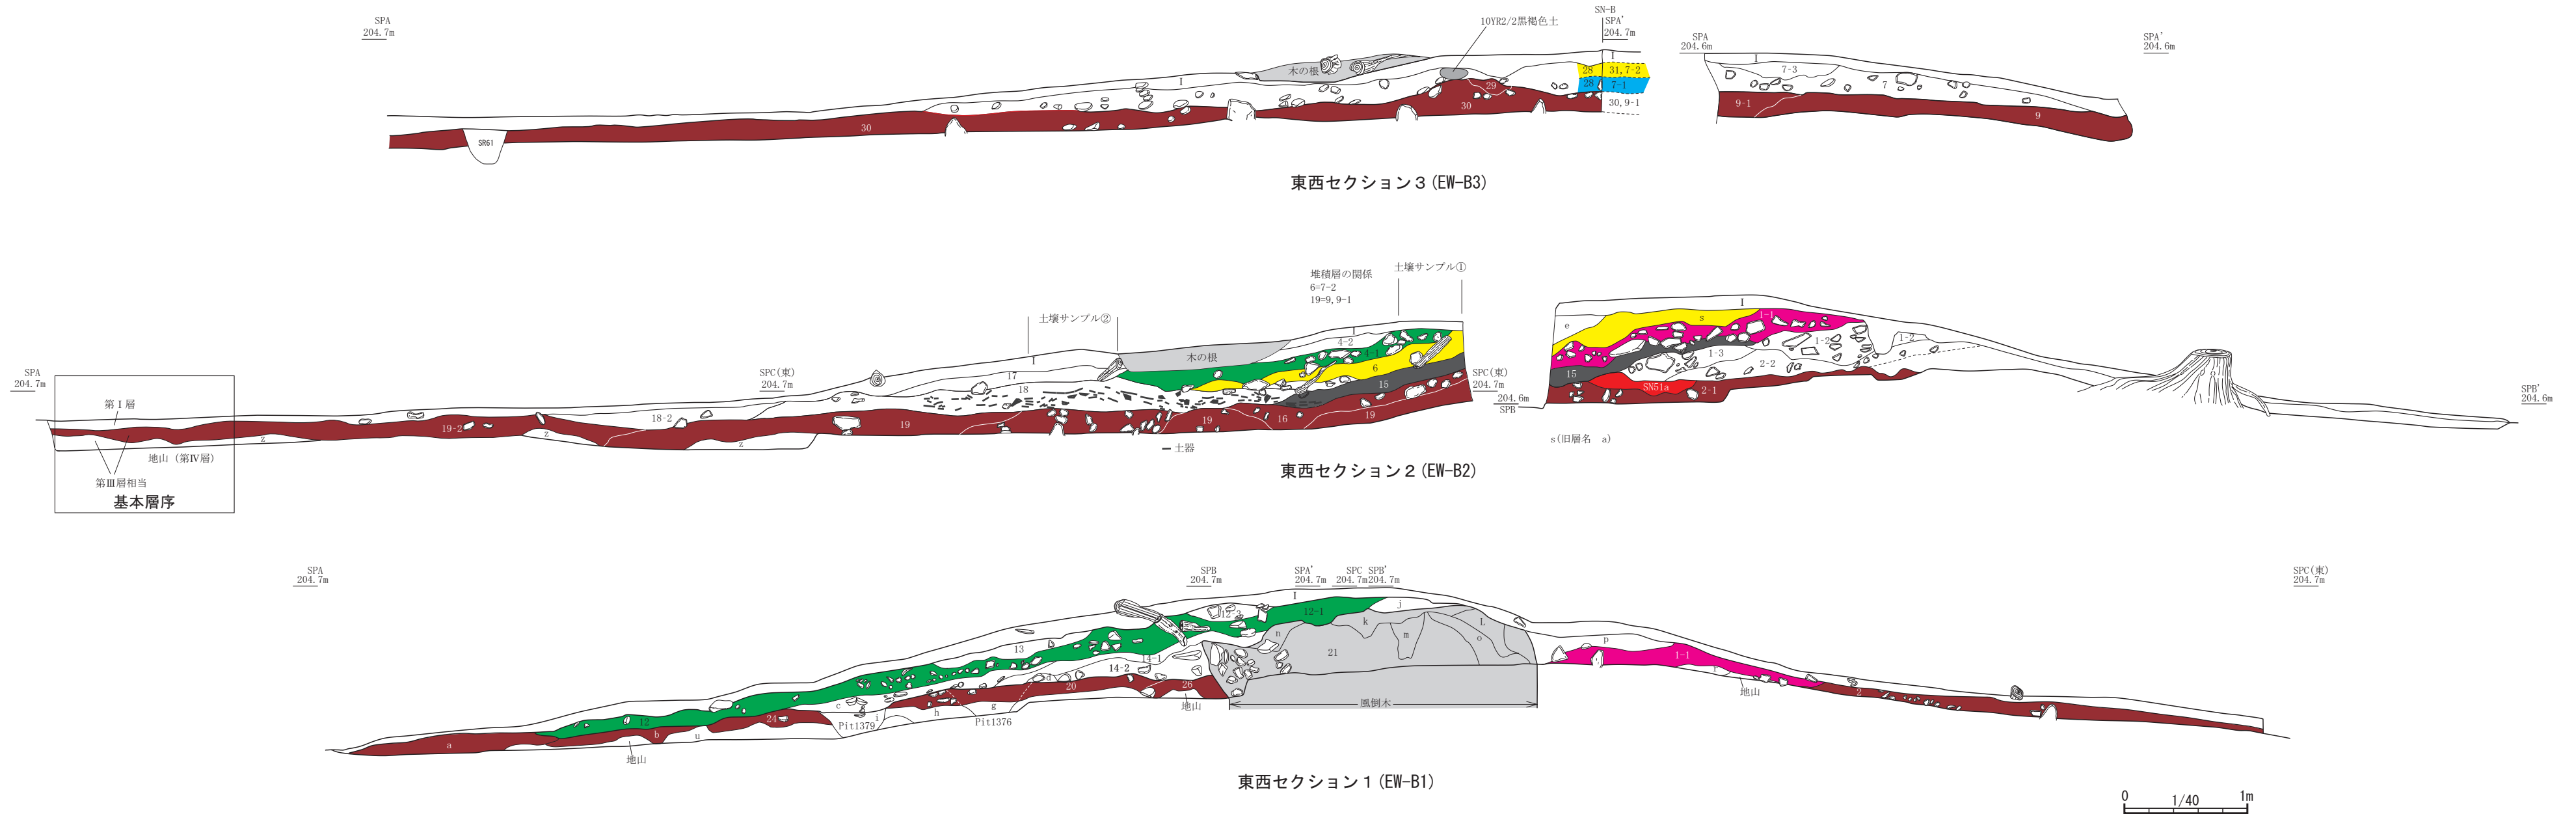 SPA
204.7m
10YR2/2黒褐色土
SN-B
SPA'
204.7m
SPA
204.6m
SPA'
204.6m
木の根
I
I
I
28
31,7-2
28
7-1
30,9-1
29
30
30
SR61
7-3
7
9-1
9
東西セクション3(EW-B3)
堆積層の関係
6=7-2
19=9,9-1
土壌サンプル①
土壌サンプル②
SPA
204.7m
SPC(東)
204.7m
SPC(東)
204.7m
204.6m
SPB
SPB'
204.6m
第Ⅰ層
地山(第Ⅳ層)
第Ⅲ層相当
基本層序
z
19-2
z
18-2
z
I
17
18
19
木の根
I
4-2
4-1
6
15
19
16
19
土器
I
e
s
1-1
1-2
1-2
1-3
2-2
15
SN51a
2-1
s(旧層名 a)
東西セクション2(EW-B2)
SPA
204.7m
SPB
204.7m
SPA'
204.7m
SPC
204.7m
SPB'
204.7m
SPC(東)
204.7m
I
12-3
12-1
j
k
L
m
n
o
21
13
14-1
14-2
d
20
26
12
24
c
i
h
g
a
b
u
Pit1379
Pit1376
地山
地山
風倒木
p
1-1
r
地山
2
東西セクション1(EW-B1)
0
1/40
1m